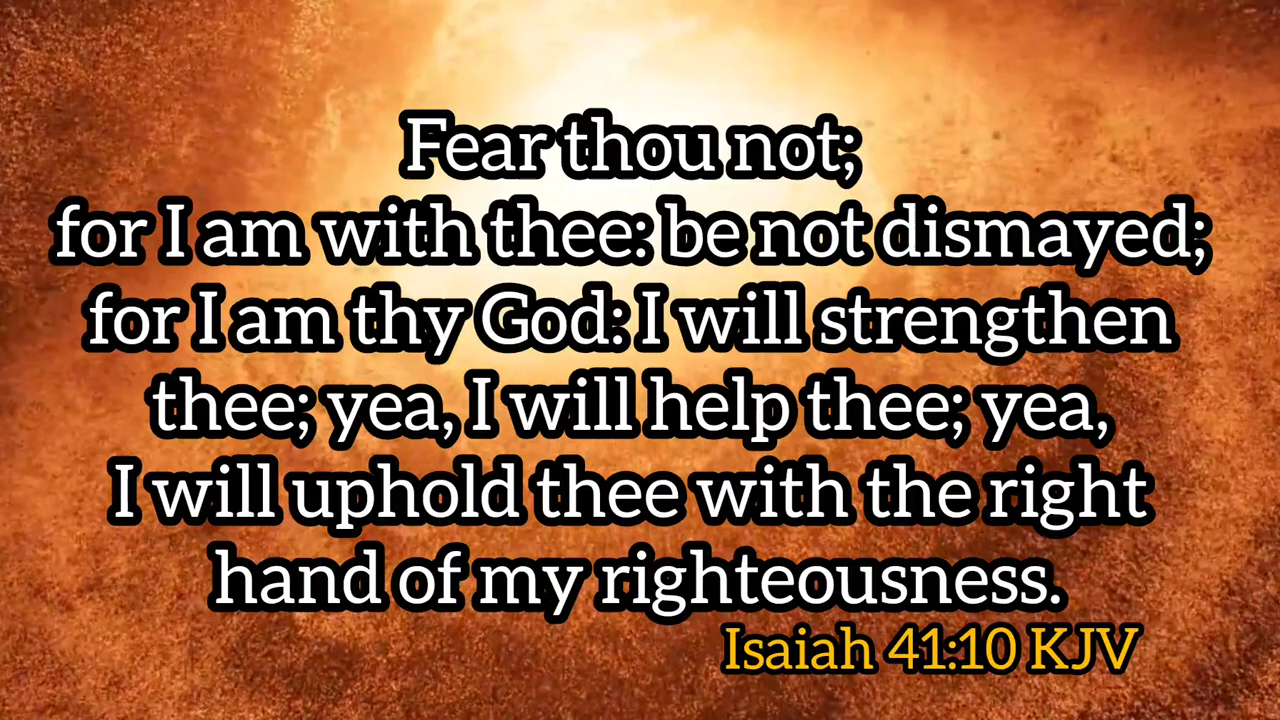 Fear thou not;
for I am with thee: be not dismayed;
for I am thy God: I will strengthen
thee; yea, I will help thee; yea,
I will uphold thee with the right
hand of my righteousness.
Isaiah 41:10 KJV